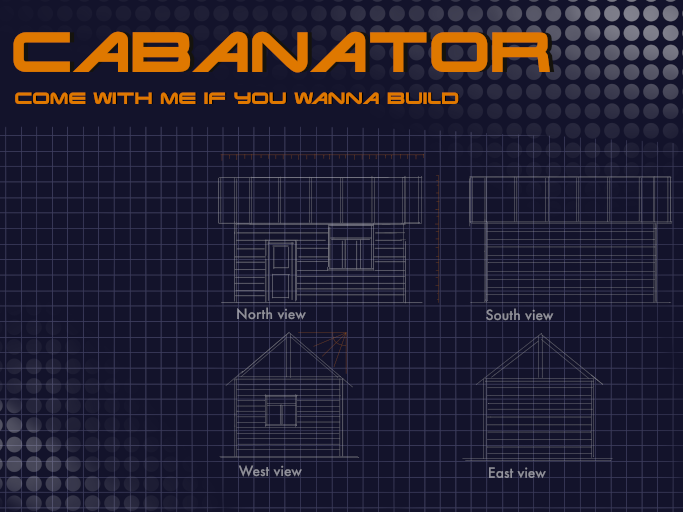 CABANATOR
COME WITH ME IF YOU WANNA BUILD
North view
South view
West view
East view